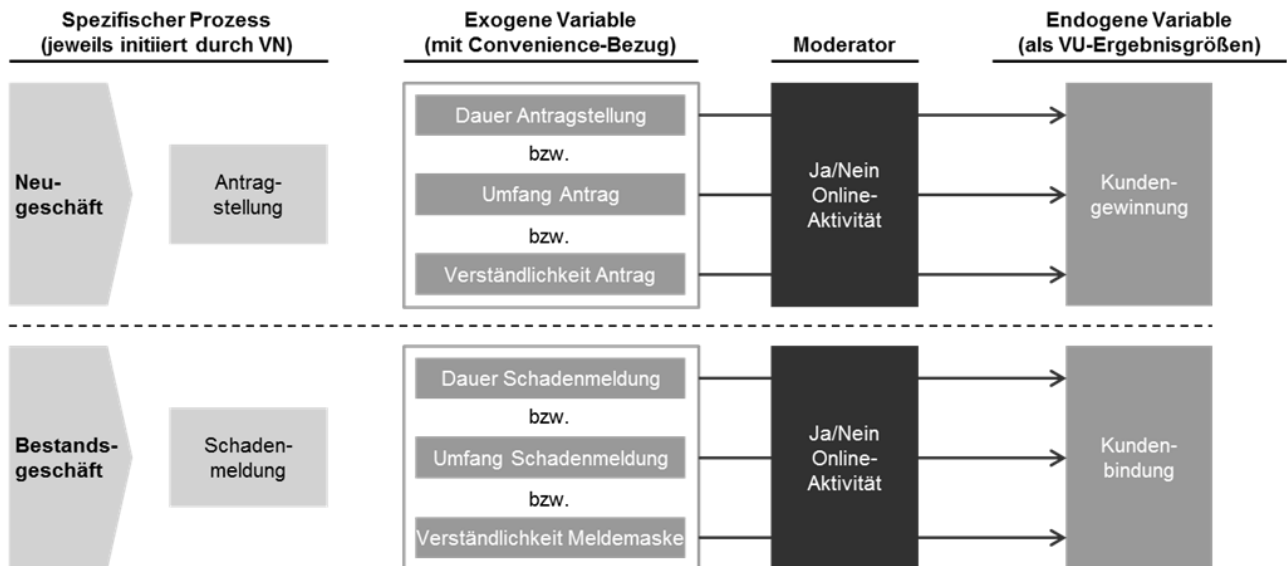 Spezifischer Prozess
(jeweils initiiert durch VN)
Exogene Variable
(mit Convenience-Bezug)
Moderator
Endogene Variable
(als VU-Ergebnisgrößen)
Neu-
geschäft
Antrag-
stellung
Dauer Antragstellung
bzw.
Umfang Antrag
bzw.
Verständlichkeit Antrag
Ja/Nein
Online-
Aktivität
Kunden-
gewinnung
Bestands-
geschäft
Schaden-
meldung
Dauer Schadenmeldung
bzw.
Umfang Schadenmeldung
bzw.
Verständlichkeit Meldemaske
Ja/Nein
Online-
Aktivität
Kunden-
bindung